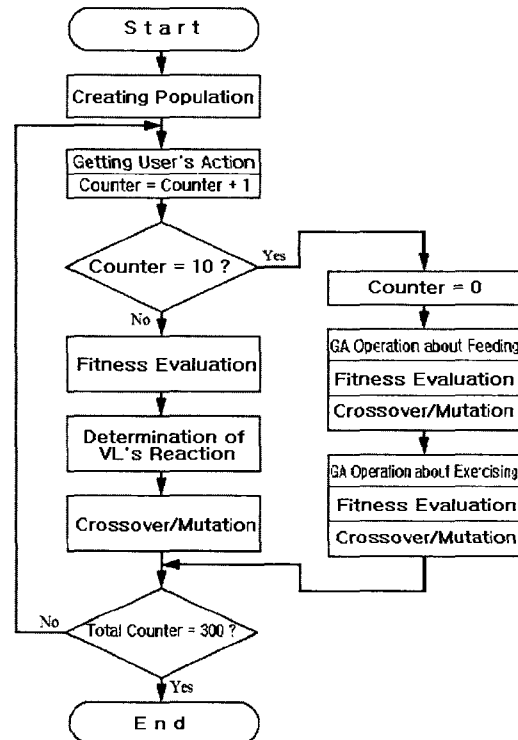 Start
Creating Population
Getting User's Action
Counter = Counter + 1
Counter = 10 ?
Yes
No
Counter = 0
GA Operation about Feeding
Fitness Evaluation
Crossover/Mutation
GA Operation about Exercising
Fitness Evaluation
Crossover/Mutation
Fitness Evaluation
Determination of
VL's Reaction
Crossover/Mutation
Total Counter = 300 ?
No
Yes
End